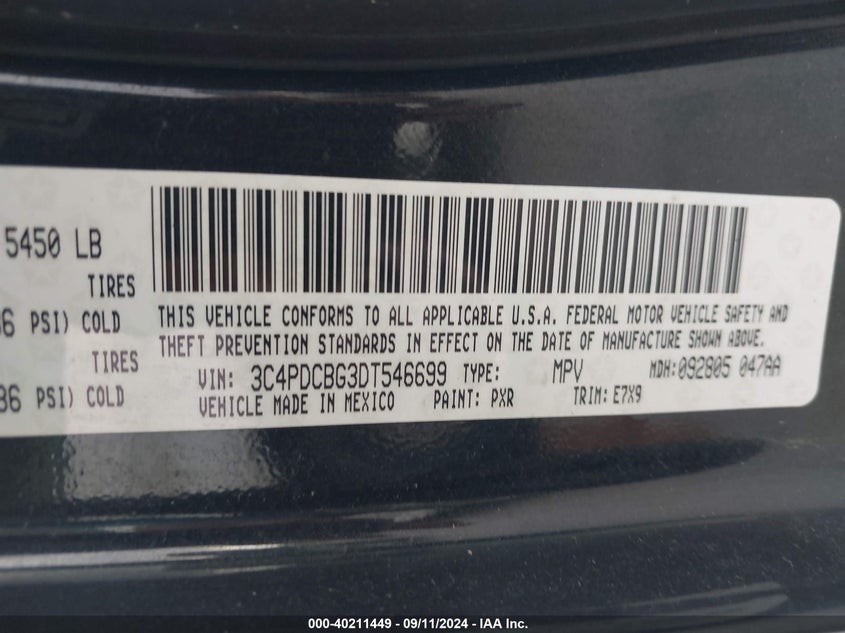 5450 LB
TIRES
36 PSI) COLD
TIRES
36 PSI) COLD
THIS VEHICLE CONFORMS TO ALL APPLICABLE U.S.A. FEDERAL MOTOR VEHICLE SAFETY AND
THEFT PREVENTION STANDARDS IN EFFECT ON THE DATE OF MANUFACTURE SHOWN ABOVE.
VIN: 3C4PDCBG3DT546699 TYPE: MPV MDH:092805 047AA
VEHICLE MADE IN MEXICO PAINT: PXR TRIM: E7X9
000-40211449 - 09/11/2024 - IAA Inc.